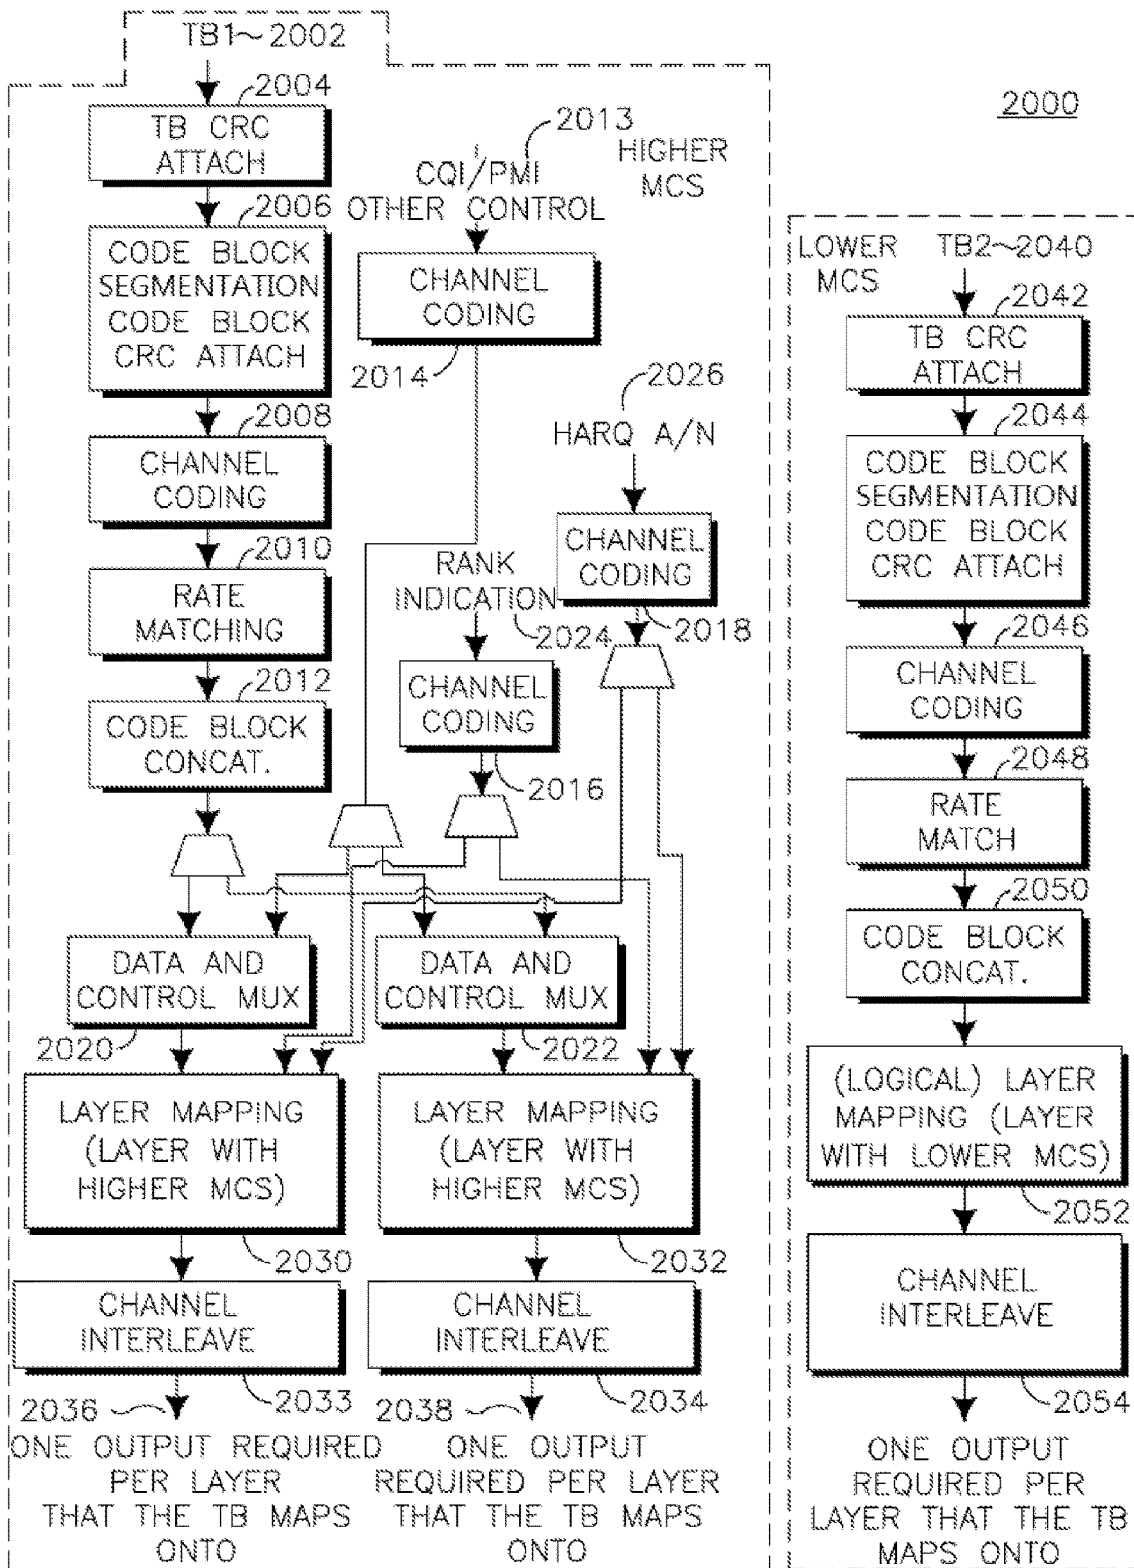 TB1~2002
2004
TB CRC
ATTACH
2006
CODE BLOCK
SEGMENTATION
CODE BLOCK
CRC ATTACH
2008
CHANNEL
CODING
2010
RATE
MATCHING
2012
CODE BLOCK
CONCAT.
2013
CQI/PMI
OTHER CONTROL
HIGHER
MCS
CHANNEL
CODING
2014
2026
HARQ A/N
CHANNEL
CODING
2018
RANK
INDICATION
2024
CHANNEL
CODING
2016
DATA AND
CONTROL MUX
2020
DATA AND
CONTROL MUX
2022
LAYER MAPPING
(LAYER WITH
HIGHER MCS)
2030
LAYER MAPPING
(LAYER WITH
HIGHER MCS)
2032
CHANNEL
INTERLEAVE
2033
CHANNEL
INTERLEAVE
2034
2036
ONE OUTPUT REQUIRED
PER LAYER
THAT THE TB MAPS
ONTO
2038
ONE OUTPUT
REQUIRED PER LAYER
THAT THE TB MAPS
ONTO
2000
LOWER
MCS
TB2~2040
2042
TB CRC
ATTACH
2044
CODE BLOCK
SEGMENTATION
CODE BLOCK
CRC ATTACH
2046
CHANNEL
CODING
2048
RATE
MATCH
2050
CODE BLOCK
CONCAT.
(LOGICAL) LAYER
MAPPING (LAYER
WITH LOWER MCS)
2052
CHANNEL
INTERLEAVE
2054
ONE OUTPUT
REQUIRED PER
LAYER THAT THE TB
MAPS ONTO